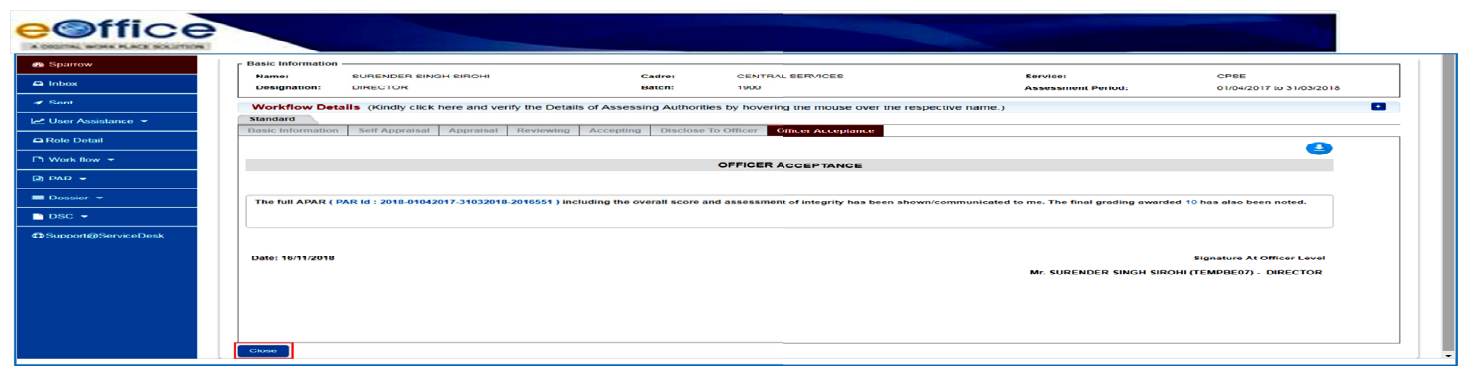 eOffice
A DIGITAL WORK PLACE SOLUTION
Sparrow
Inbox
Sent
User Assistance
Role Detail
Work flow
PAR
Dossier
DSC
Support@ServiceDesk
Basic Information
Name: SURENDER SINGH SIROHI Cadre: CENTRAL SERVICES Service: CPSE
Designation: DIRECTOR Batch: 1900 Assessment Period: 01/04/2017 to 31/03/2018
Workflow Details (Kindly click here and verify the Details of Assessing Authorities by hovering the mouse over the respective name.) +
Standard
Basic Information Self Appraisal Appraisal Reviewing Accepting Disclose To Officer Officer Acceptance
OFFICER ACCEPTANCE
The full APAR ( PAR Id : 2018-01042017-31032018-2016551 ) including the overall score and assessment of integrity has been shown/communicated to me. The final grading awarded 10 has also been noted.
Date: 16/11/2018 Signature At Officer Level
Mr. SURENDER SINGH SIROHI (TEMPBE07) - DIRECTOR
Close